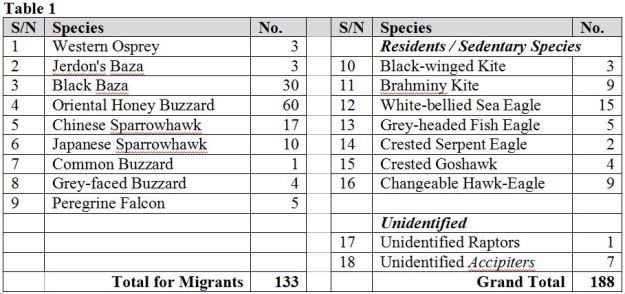 Table 1
S/N Species No. S/N Species No.
1 Western Osprey 3 Residents / Sedentary Species
2 Jerdon's Baza 3 10 Black-winged Kite 3
3 Black Baza 30 11 Brahminy Kite 9
4 Oriental Honey Buzzard 60 12 White-bellied Sea Eagle 15
5 Chinese Sparrowhawk 17 13 Grey-headed Fish Eagle 5
6 Japanese Sparrowhawk 10 14 Crested Serpent Eagle 2
7 Common Buzzard 1 15 Crested Goshawk 4
8 Grey-faced Buzzard 4 16 Changeable Hawk-Eagle 9
9 Peregrine Falcon 5
Unidentified
17 Unidentified Raptors 1
18 Unidentified Accipiters 7
Total for Migrants 133 Grand Total 188